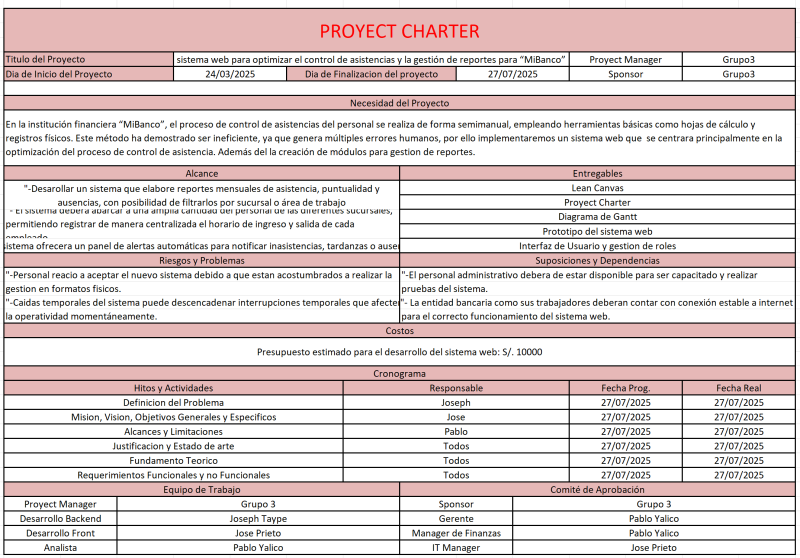 PROYECT CHARTER
Titulo del Proyecto sistema web para optimizar el control de asistencias y la gestión de reportes para "MiBanco" Proyect Manager Grupo3
Dia de Inicio del Proyecto 24/03/2025 Dia de Finalizacion del proyecto 27/07/2025 Sponsor Grupo3
Necesidad del Proyecto
En la institución financiera "MiBanco", el proceso de control de asistencias del personal se realiza de forma semimanual, empleando herramientas básicas como hojas de cálculo y
registros físicos. Este método ha demostrado ser ineficiente, ya que genera múltiples errores humanos, por ello implementaremos un sistema web que se centrara principalmente en la
optimización del proceso de control de asistencia. Además del la creación de módulos para gestion de reportes.
Alcance
"-Desarollar un sistema que elabore reportes mensuales de asistencia, puntualidad y
ausencias, con posibilidad de filtrarlos por sucursal o área de trabajo
"- El sistema deberá abarcar a una amplia cantidad del personal de las diferentes sucursales,
permitiendo registrar de manera centralizada el horario de ingreso y salida de cada
empleado
sistema ofrecera un panel de alertas automáticas para notificar inasistencias, tardanzas o ause
Entregables
Lean Canvas
Proyect Charter
Diagrama de Gantt
Prototipo del sistema web
Interfaz de Usuario y gestion de roles
Riesgos y Problemas
"-Personal reacio a aceptar el nuevo sistema debido a que estan acostumbrados a realizar la
gestion en formatos físicos.
"-Caidas temporales del sistema puede descencadenar interrupciones temporales que afecten
la operatividad momentáneamente.
Suposiciones y Dependencias
"-El personal administrativo debera de estar disponible para ser capacitado y realizar
pruebas del sistema.
"- La entidad bancaria como sus trabajadores deberan contar con conexión estable a internet
para el correcto funcionamiento del sistema web.
Costos
Presupuesto estimado para el desarrollo del sistema web: S/. 10000
Cronograma
Hitos y Actividades Responsable Fecha Prog. Fecha Real
Definicion del Problema Joseph 27/07/2025 27/07/2025
Mision, Vision, Objetivos Generales y Especificos Jose 27/07/2025 27/07/2025
Alcances y Limitaciones Pablo 27/07/2025 27/07/2025
Justificacion y Estado de arte Todos 27/07/2025 27/07/2025
Fundamento Teorico Todos 27/07/2025 27/07/2025
Requerimientos Funcionales y no Funcionales Todos 27/07/2025 27/07/2025
Equipo de Trabajo Comité de Aprobación
Proyect Manager Grupo 3 Sponsor Grupo 3
Desarrollo Backend Joseph Taype Gerente Pablo Yalico
Desarrollo Front Jose Prieto Manager de Finanzas Pablo Yalico
Analista Pablo Yalico IT Manager Jose Prieto